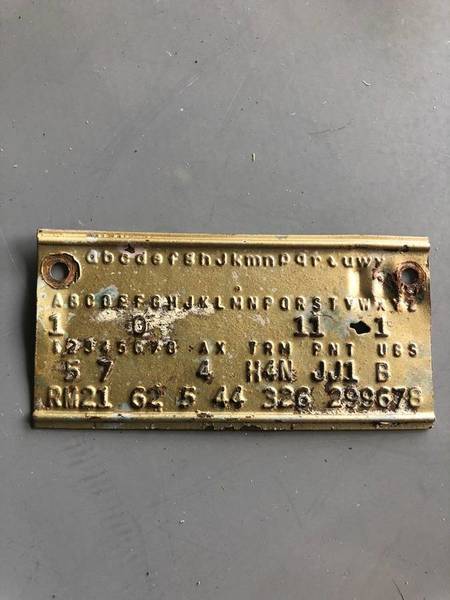 abcdefghJkmnpqrtuwy
ABCDEFGHJKLMNPQRSTVWXYZ
1 0 11 1
12345678 AX TRM PNT UBS
5 7 4 H4N JJ1 B
RM21 62 5 44 326 299678